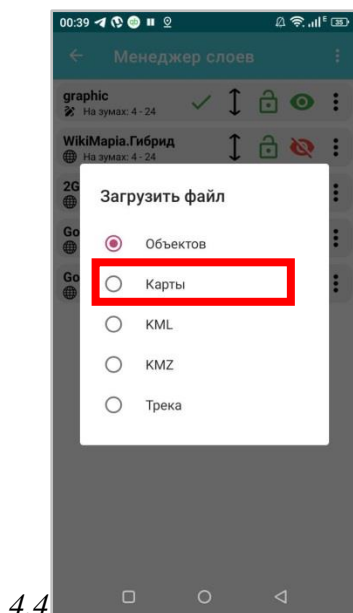 00:39 35
Менеджер слоев
graphic
На зумах: 4 - 24
WikiMapia.Гибрид
На зумах: 4 - 24
2G
Загрузить файл
Go
Объектов
Go
Карты
KML
KMZ
Трека
4 4